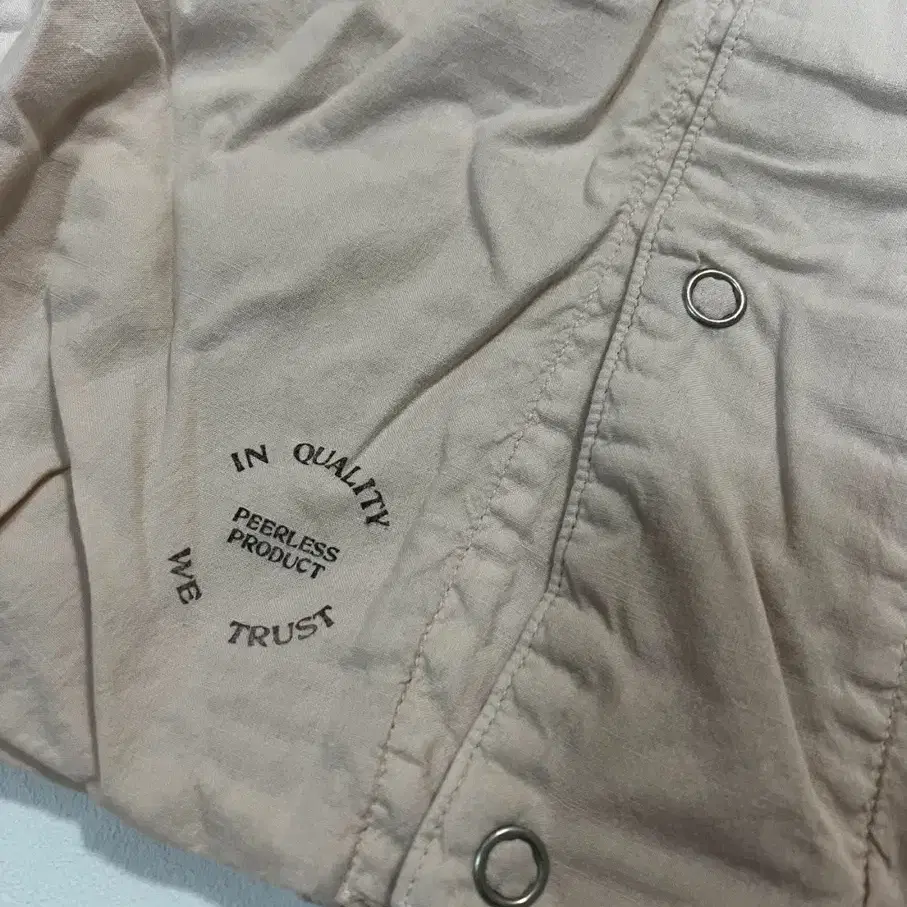 IN QUALITY
PEERLESS
PRODUCT
WE TRUST